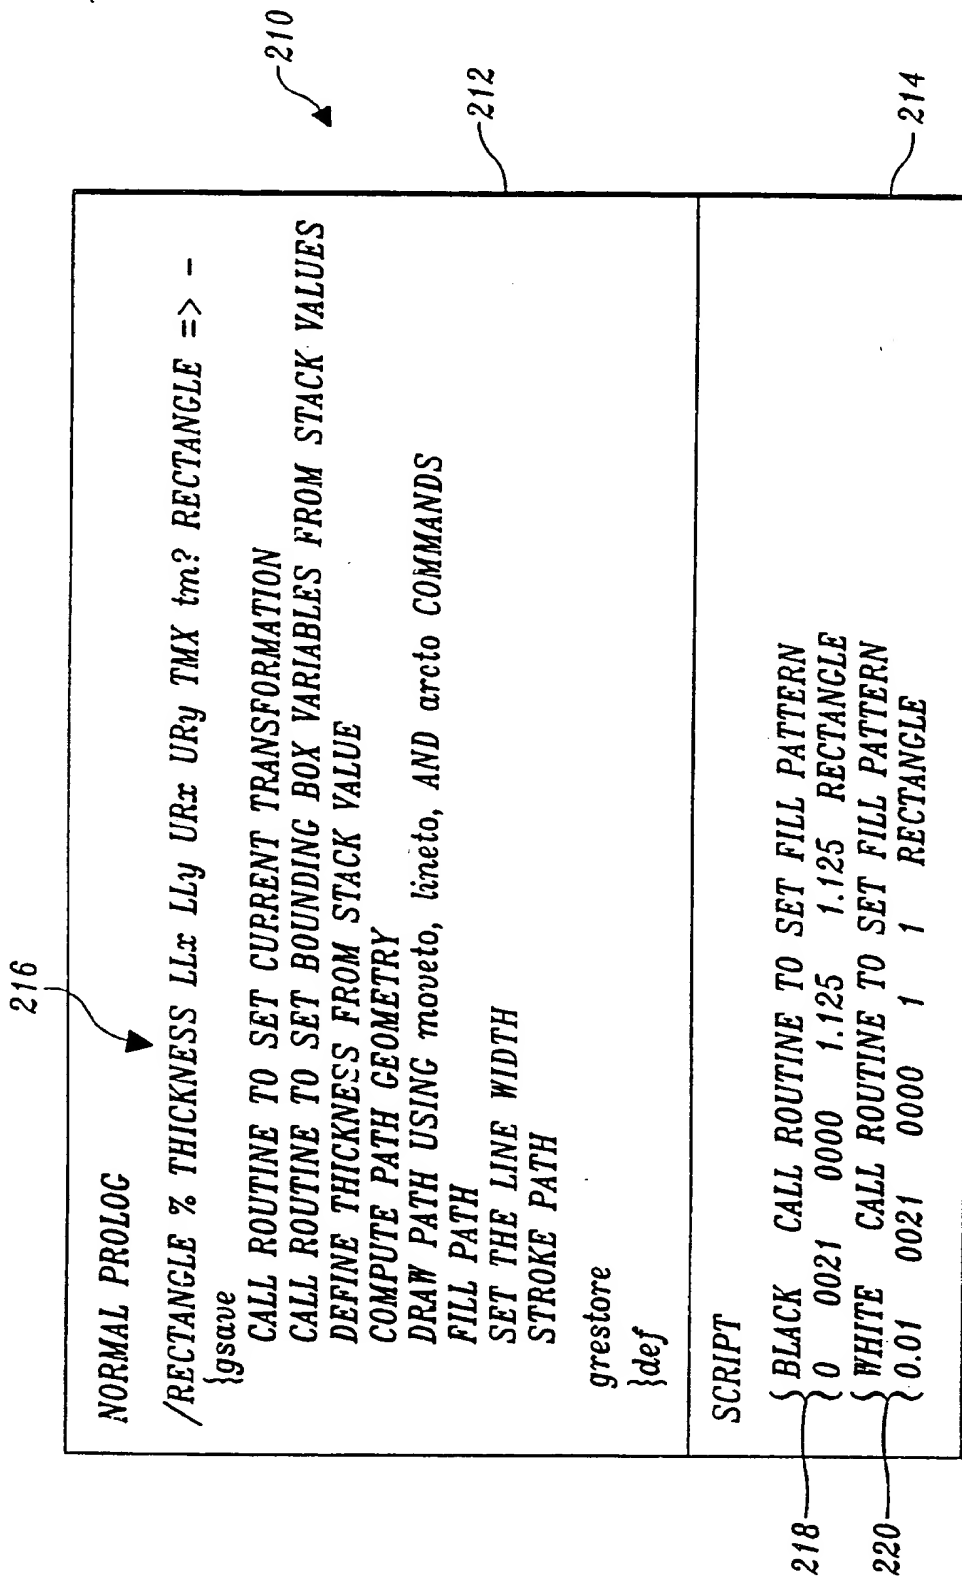 216
210
NORMAL PROLOG
/RECTANGLE % THICKNESS LLx LLy URx URy TMX tm? RECTANGLE => -
{gsave
CALL ROUTINE TO SET CURRENT TRANSFORMATION
CALL ROUTINE TO SET BOUNDING BOX VARIABLES FROM STACK VALUES
DEFINE THICKNESS FROM STACK VALUE
COMPUTE PATH GEOMETRY
DRAW PATH USING moveto, lineto, AND arcto COMMANDS
FILL PATH
SET THE LINE WIDTH
STROKE PATH
212
grestore
}def
SCRIPT
218
{ BLACK CALL ROUTINE TO SET FILL PATTERN
0 0021 0000 1.125 1.125 RECTANGLE
220
{ WHITE CALL ROUTINE TO SET FILL PATTERN
0.01 0021 0000 1 1 RECTANGLE
214